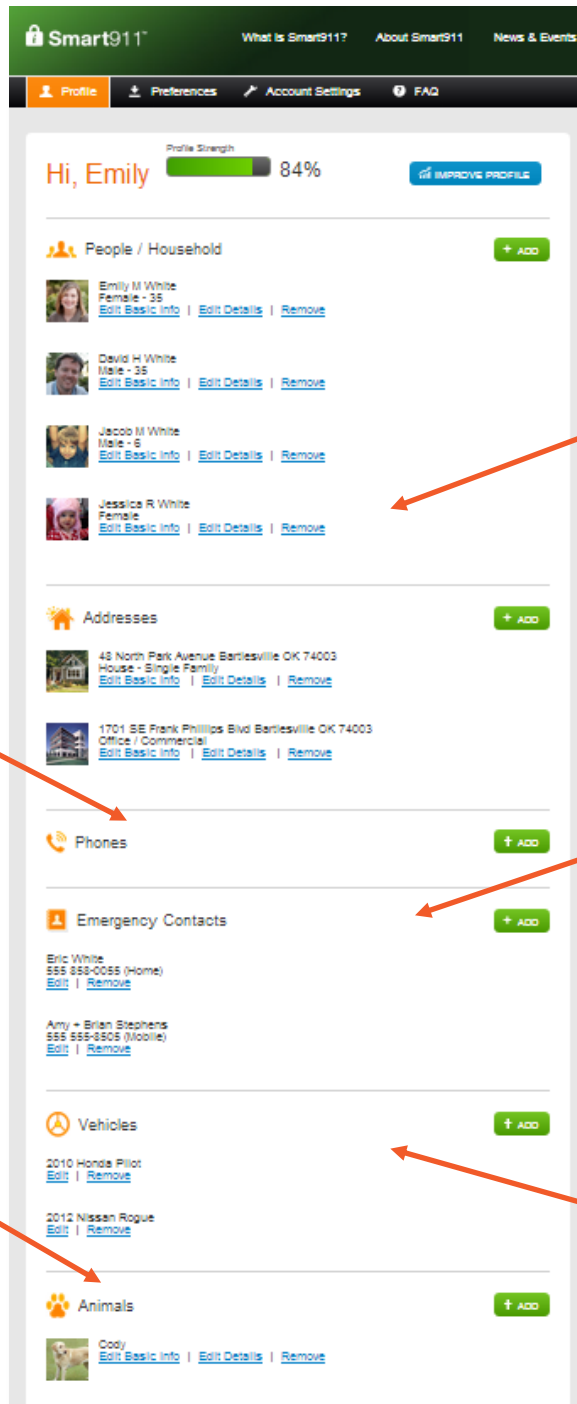 Smart911™ What is Smart911? About Smart911 News & Events
Profile Preferences Account Settings FAQ
Profile Strength
Hi, Emily 84% IMPROVE PROFILE
People / Household + ADD
Emily M White
Female - 35
Edit Basic Info | Edit Details | Remove
David H White
Male - 35
Edit Basic Info | Edit Details | Remove
Jacob M White
Male - 6
Edit Basic Info | Edit Details | Remove
Jessica R White
Female
Edit Basic Info | Edit Details | Remove
Addresses + ADD
48 North Park Avenue Bartlesville OK 74003
House - Single Family
Edit Basic Info | Edit Details | Remove
1701 SE Frank Phillips Blvd Bartlesville OK 74003
Office / Commercial
Edit Basic Info | Edit Details | Remove
Phones + ADD
Emergency Contacts + ADD
Eric White
555 858-0055 (Home)
Edit | Remove
Amy + Brian Stephens
555 555-8505 (Mobile)
Edit | Remove
Vehicles + ADD
2010 Honda Pilot
Edit | Remove
2012 Nissan Rogue
Edit | Remove
Animals + ADD
Cody
Edit Basic Info | Edit Details | Remove